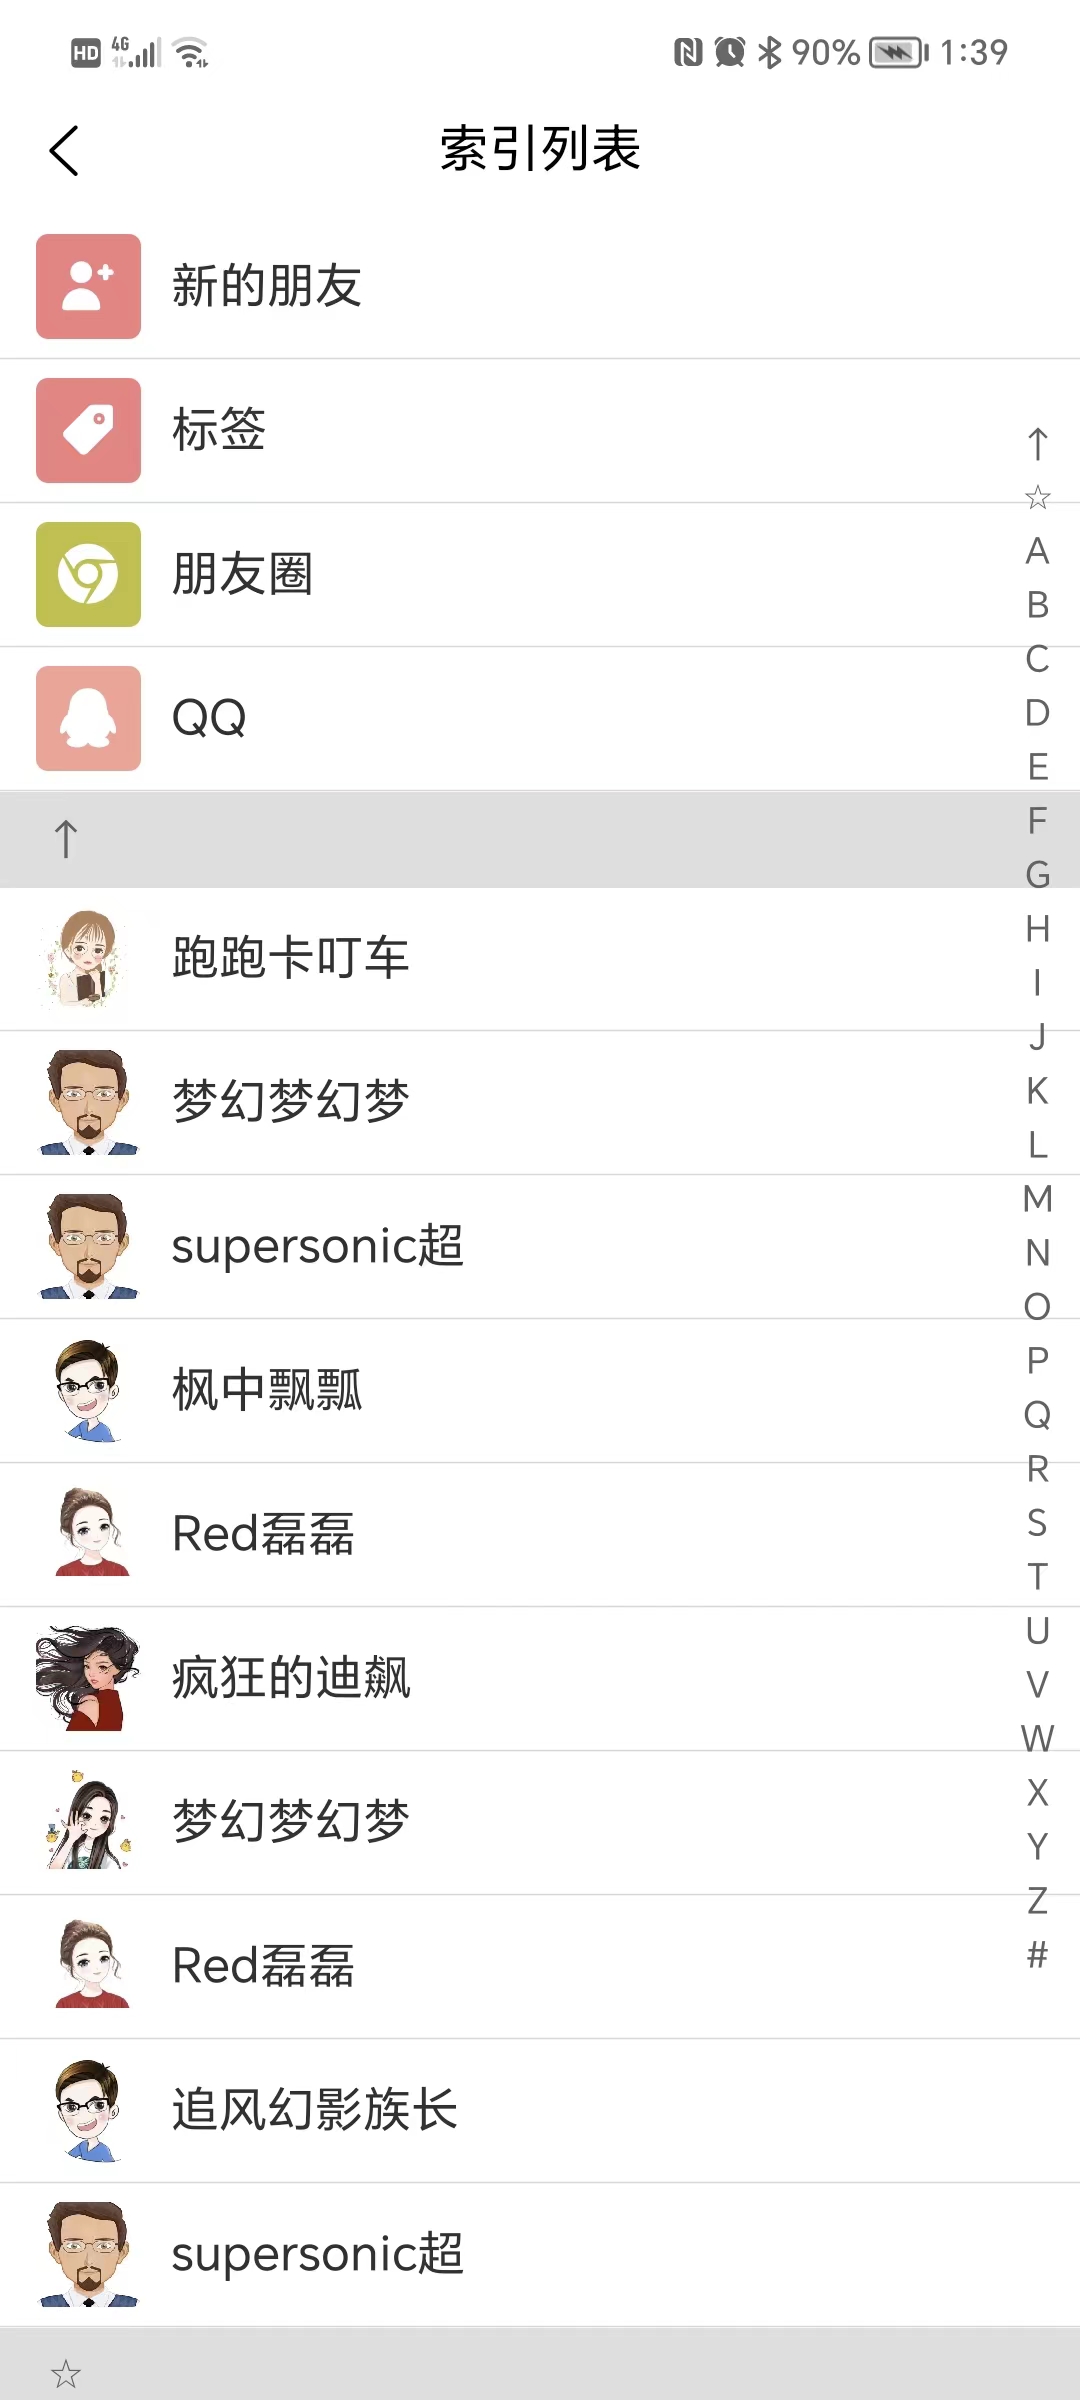 HD 4G 90% 1:39
索引列表
新的朋友
标签
朋友圈
QQ
↑
跑跑卡叮车
梦幻梦幻梦
supersonic超
枫中飘瓢
Red磊磊
疯狂的迪飙
梦幻梦幻梦
Red磊磊
追风幻影族长
supersonic超
☆
↑
☆
A
B
C
D
E
F
G
H
I
J
K
L
M
N
O
P
Q
R
S
T
U
V
W
X
Y
Z
#